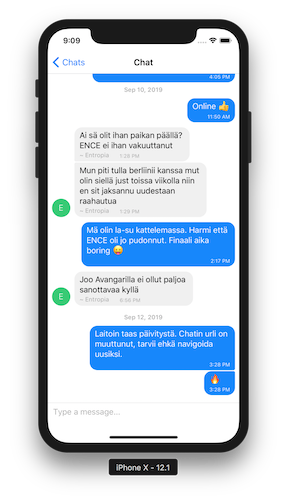 9:09
Chats
Chat
4:05 PM
Sep 10, 2019
Online 👍
11:50 AM
Ai sä olit ihan paikan päällä?
ENCE ei ihan vakuuttanut
– Entropia 1:28 PM
Mun piti tulla berliinii kanssa mut
olin siellä just toissa viikolla niin
en sit jaksannu uudestaan
raahautua
E
– Entropia 1:29 PM
Mä olin la-su kattelemassa. Harmi että
ENCE oli jo pudonnut. Finaali aika
boring 😄
2:17 PM
Joo Avangarilla ei ollut paljoa
sanottavaa kyllä
E
– Entropia 5:56 PM
Sep 12, 2019
Laitoin taas päivitystä. Chatin url on
muuttunut, tarvii ehkä navigoida
uusiksi.
3:28 PM
🔥
3:28 PM
Type a message...
iPhone X - 12.1